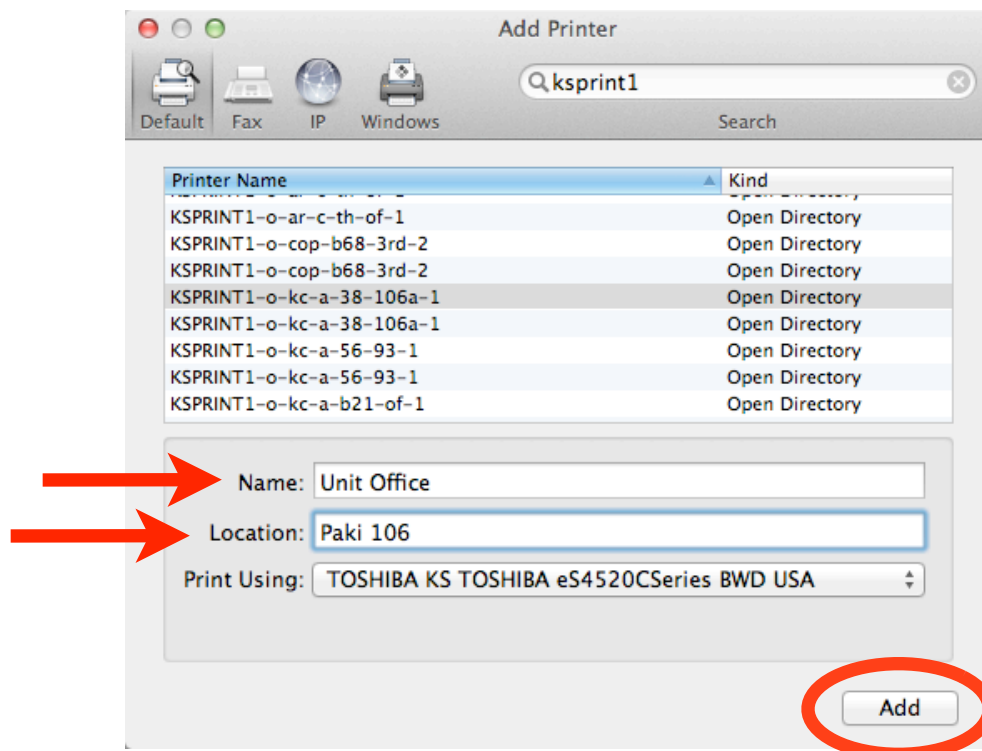 Add Printer
ksprint1
Default Fax IP Windows Search
Printer Name Kind
KSPRINT1-o-ar-c-th-of-1 Open Directory
KSPRINT1-o-cop-b68-3rd-2 Open Directory
KSPRINT1-o-cop-b68-3rd-2 Open Directory
KSPRINT1-o-kc-a-38-106a-1 Open Directory
KSPRINT1-o-kc-a-38-106a-1 Open Directory
KSPRINT1-o-kc-a-56-93-1 Open Directory
KSPRINT1-o-kc-a-56-93-1 Open Directory
KSPRINT1-o-kc-a-b21-of-1 Open Directory
Name: Unit Office
Location: Paki 106
Print Using: TOSHIBA KS TOSHIBA eS4520CSeries BWD USA
Add